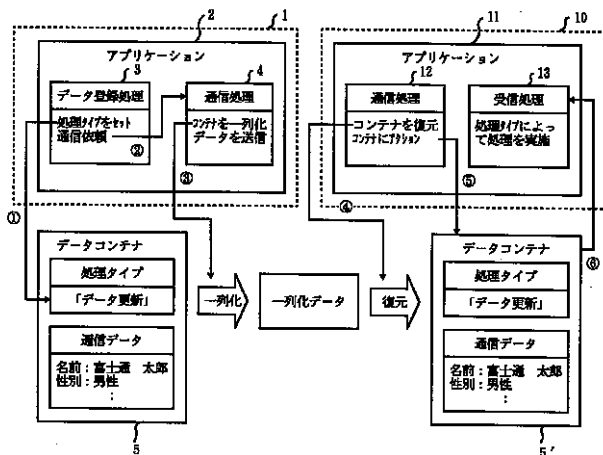 2
1
11
10
アプリケーション
3
4
データ登録処理
処理タイプをセット
通信依頼
②
通信処理
コンテナを一列化
データを送信
③
①
アプリケーション
12
13
通信処理
コンテナを復元
コンテナにアクション
受信処理
処理タイプによっ
て処理を実施
⑤
④
⑥
データコンテナ
処理タイプ
「データ更新」
通信データ
名前:富士通 太郎
性別:男性
:
5
一列化
一列化データ
復元
データコンテナ
処理タイプ
「データ更新」
通信データ
名前:富士通 太郎
性別:男性
:
5'